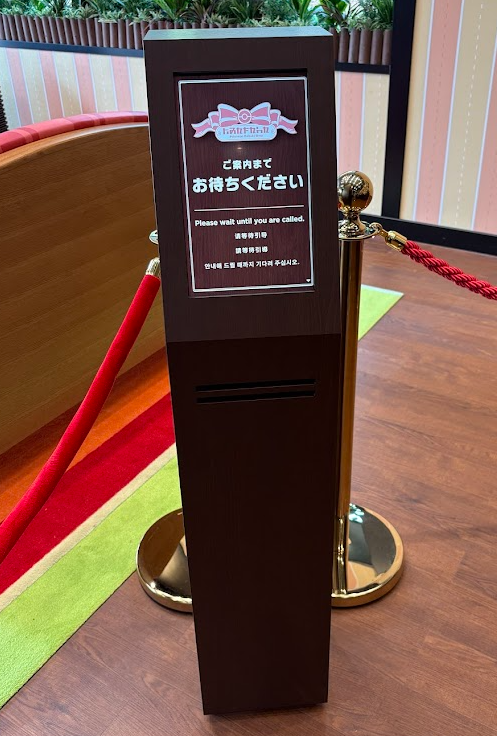 ご案内まで
お待ちください
Please wait until you are called.
请等待引导
請等待引導
안내해 드릴 때까지 기다려 주십시오.